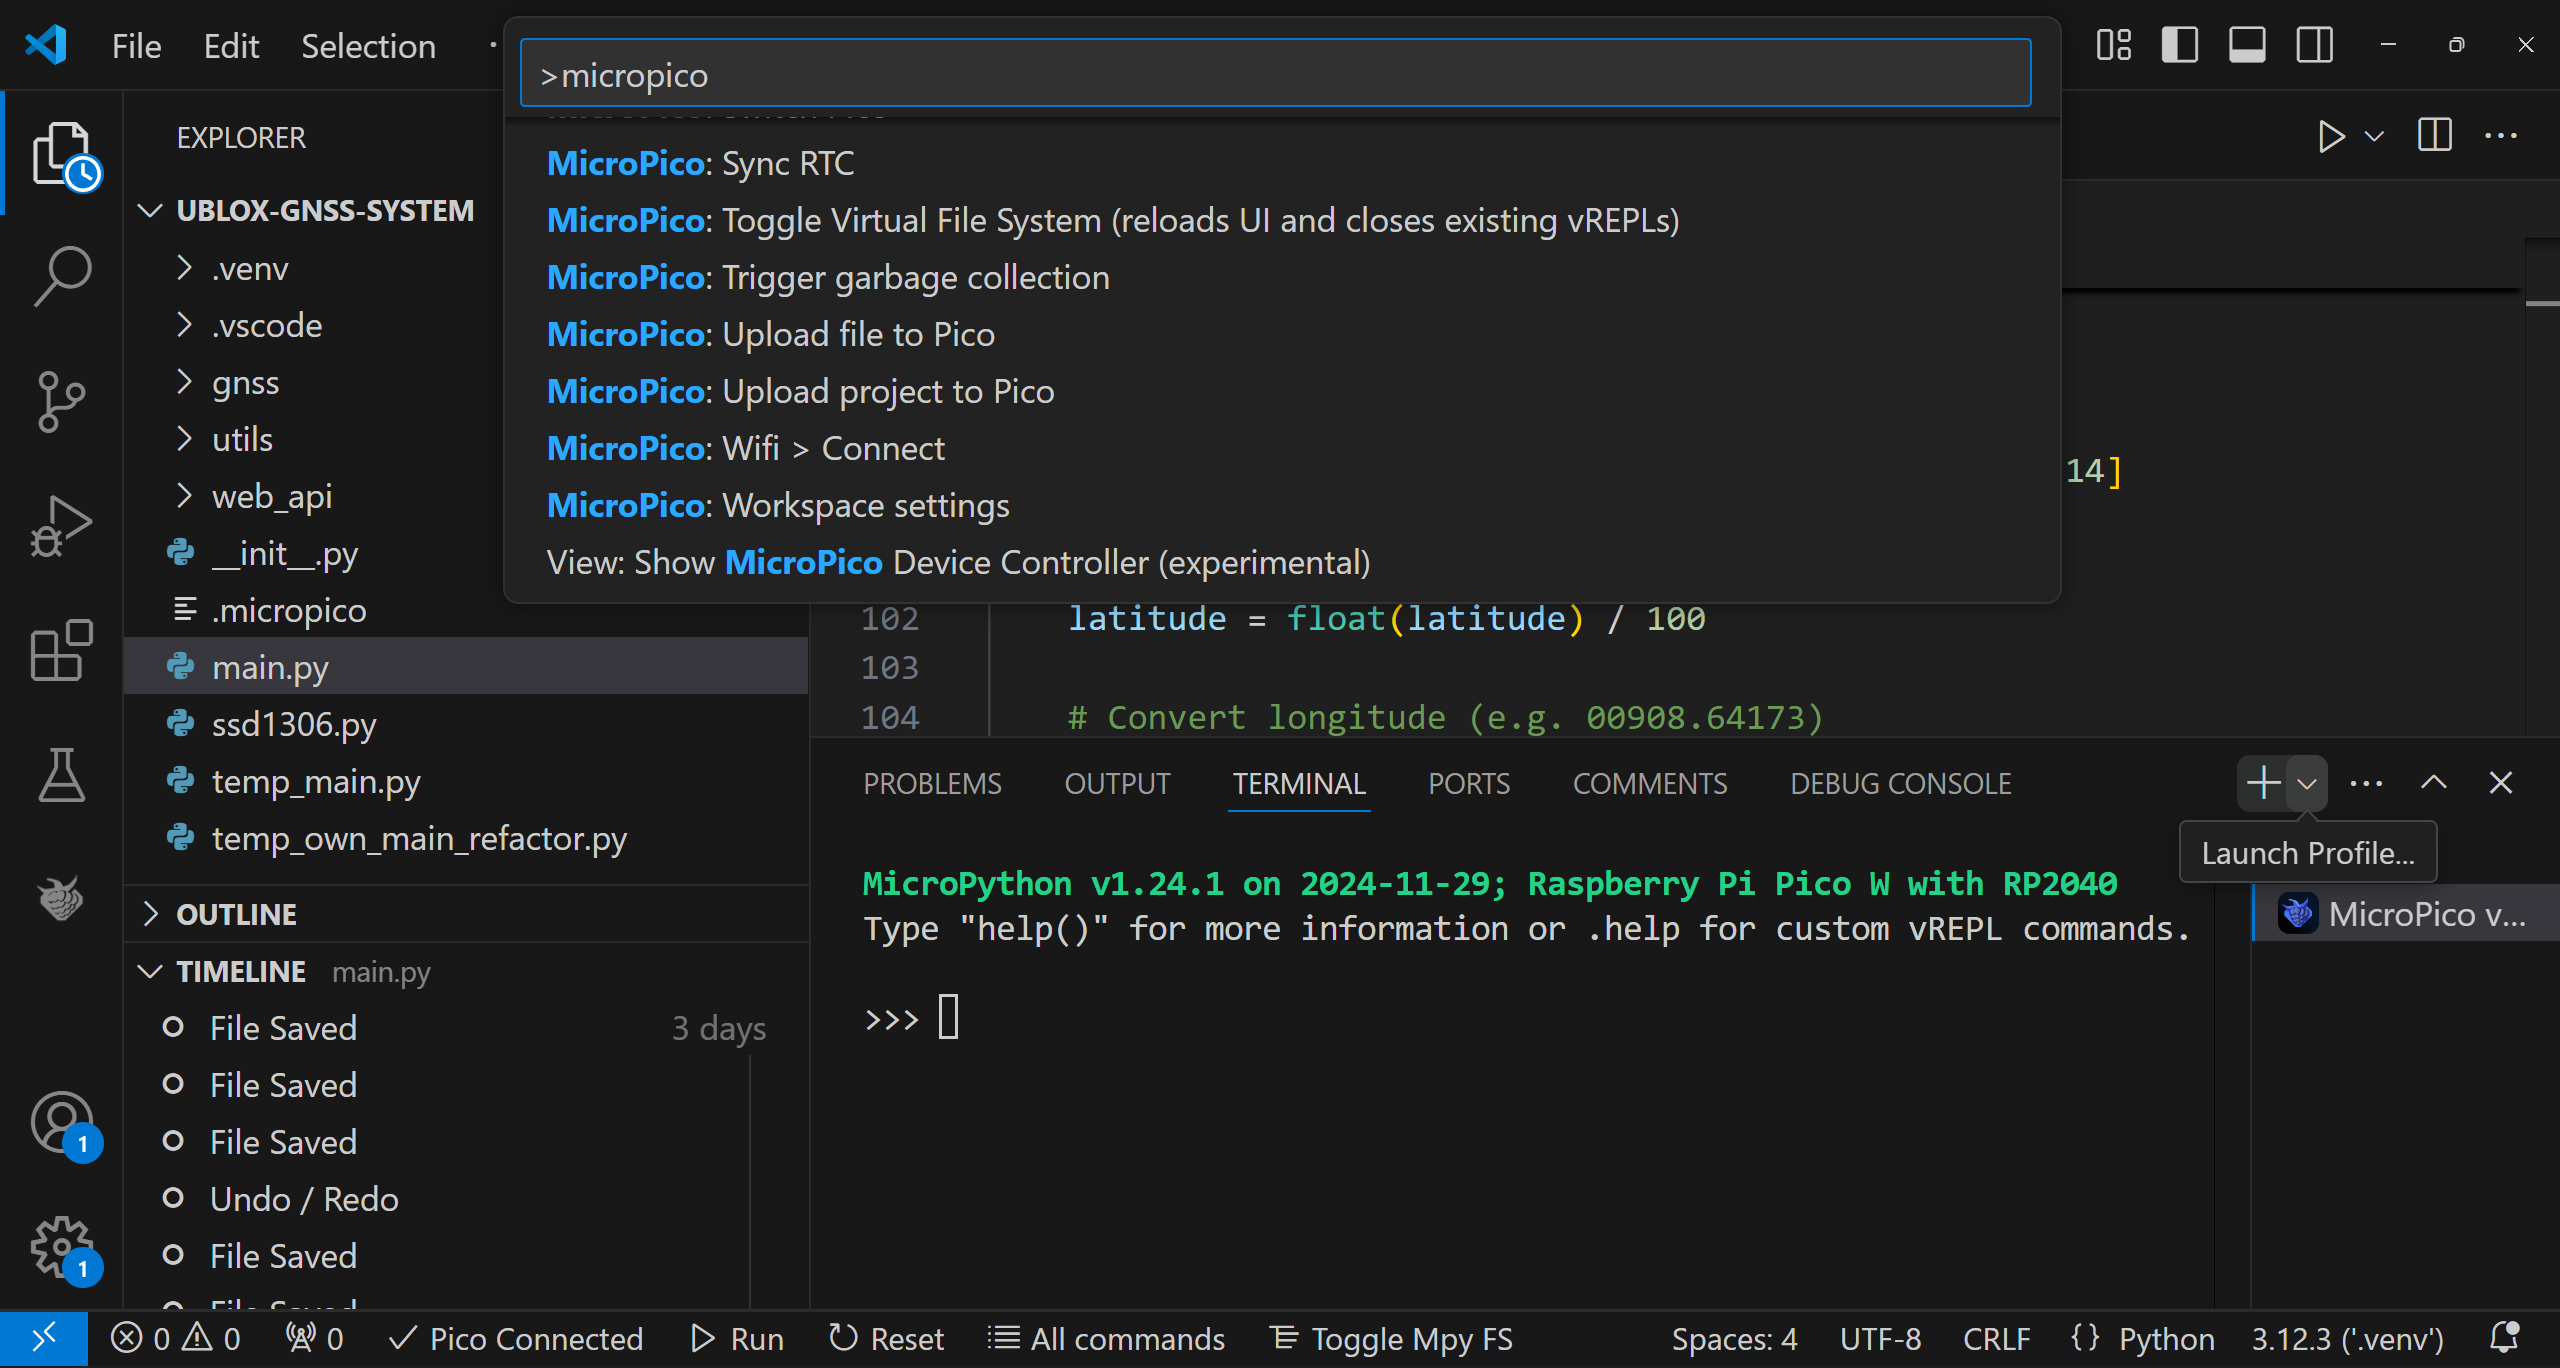 File Edit Selection
>micropico
MicroPico: Sync RTC
MicroPico: Toggle Virtual File System (reloads UI and closes existing vREPLs)
MicroPico: Trigger garbage collection
MicroPico: Upload file to Pico
MicroPico: Upload project to Pico
MicroPico: Wifi > Connect
MicroPico: Workspace settings
View: Show MicroPico Device Controller (experimental)
EXPLORER
UBLOX-GNSS-SYSTEM
.venv
.vscode
gnss
utils
web_api
__init__.py
.micropico
main.py
ssd1306.py
temp_main.py
temp_own_main_refactor.py
OUTLINE
TIMELINE main.py
File Saved 3 days
File Saved
File Saved
Undo / Redo
File Saved
File Saved
14]
102 latitude = float(latitude) / 100
103
104 # Convert longitude (e.g. 00908.64173)
PROBLEMS OUTPUT TERMINAL PORTS COMMENTS DEBUG CONSOLE
Launch Profile...
MicroPython v1.24.1 on 2024-11-29; Raspberry Pi Pico W with RP2040
Type "help()" for more information or .help for custom vREPL commands.
>>>
MicroPico v...
1
1
0 0 0 Pico Connected Run Reset All commands Toggle Mpy FS Spaces: 4 UTF-8 CRLF {} Python 3.12.3 ('.venv')